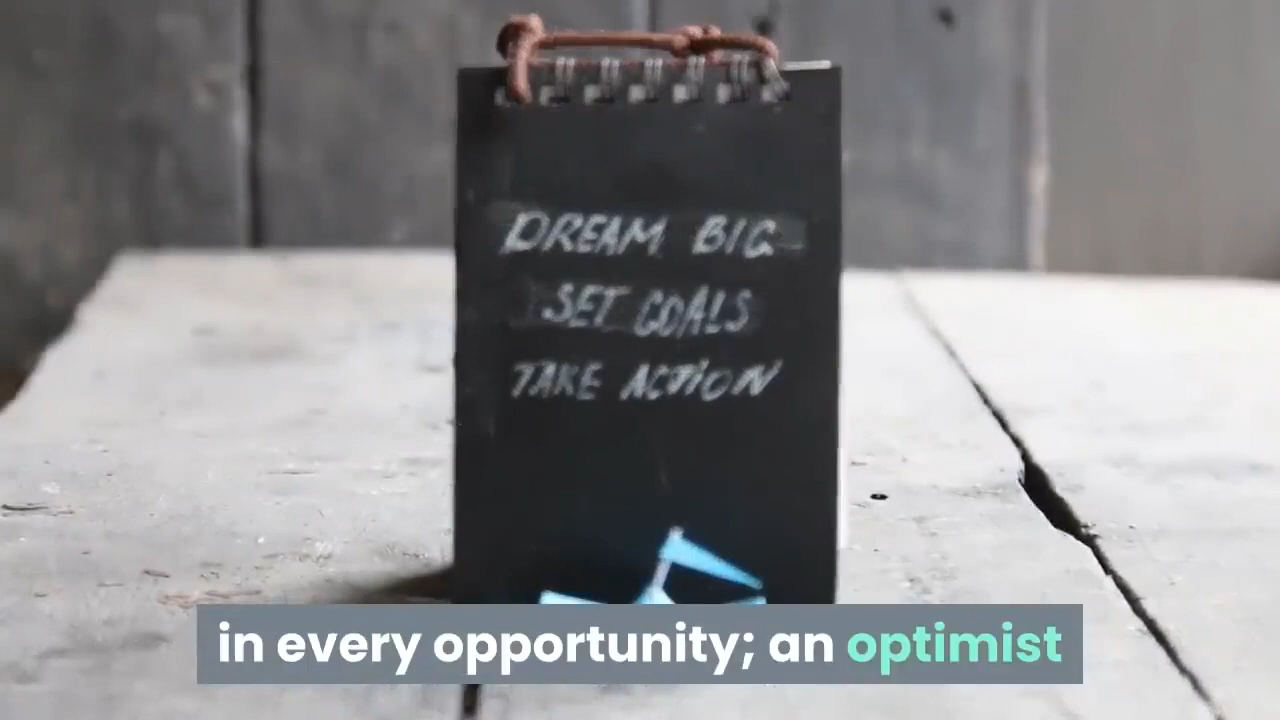 DREAM BIG
SET GOALS
TAKE ACTION
in every opportunity; an optimist